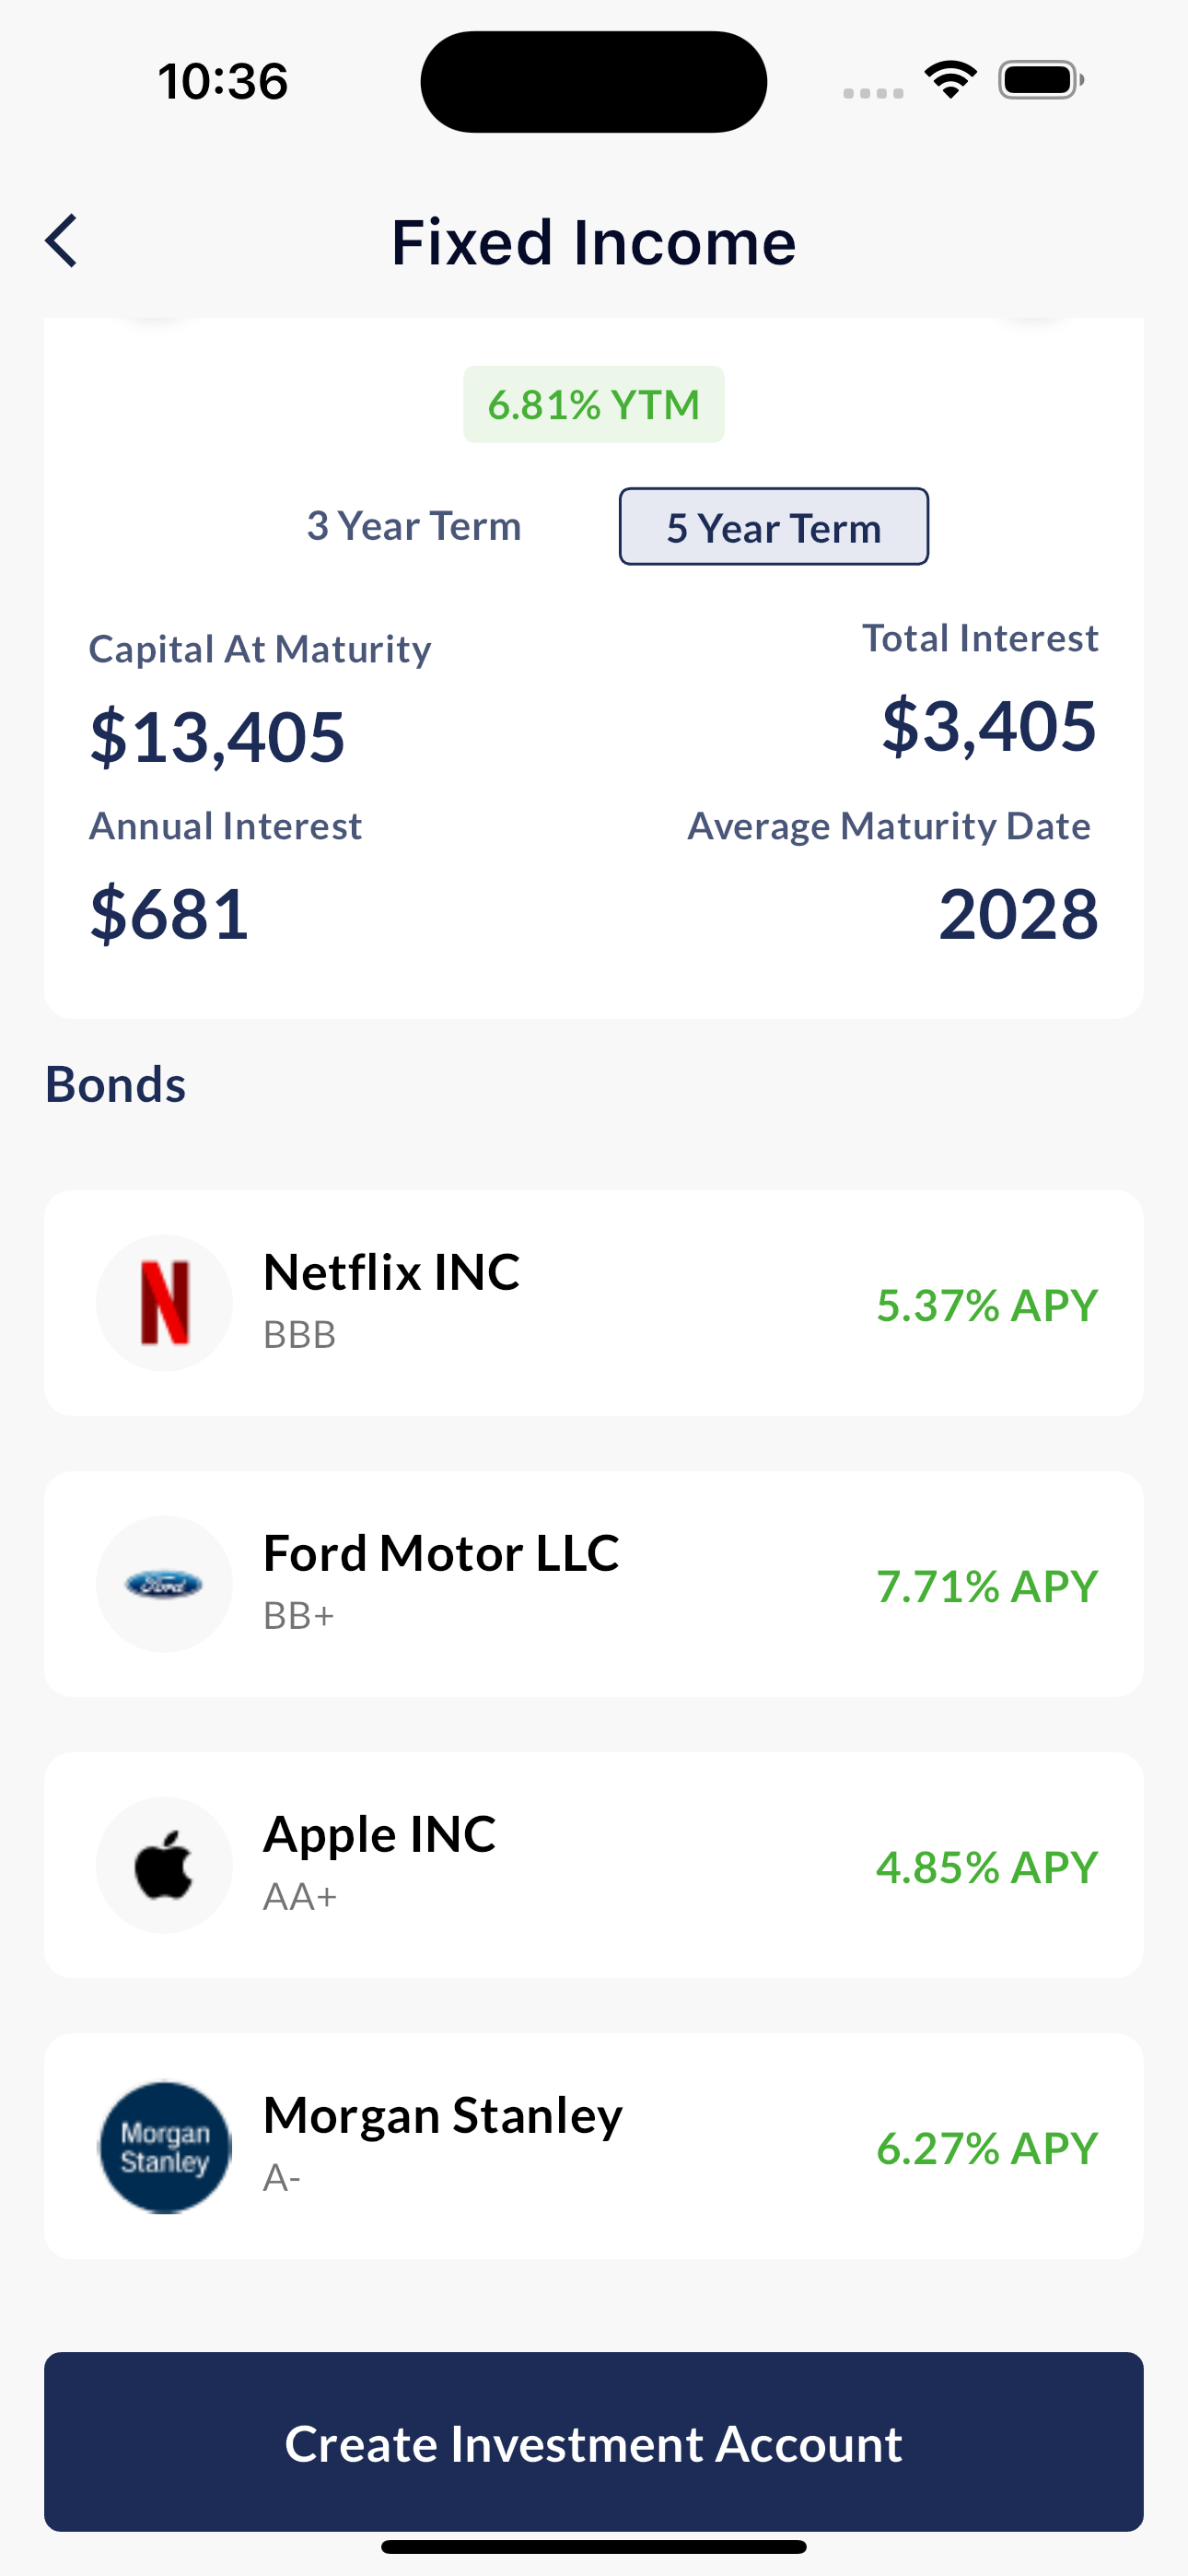 10:36
Fixed Income
6.81% YTM
3 Year Term
5 Year Term
Capital At Maturity
Total Interest
$13,405
$3,405
Annual Interest
Average Maturity Date
$681
2028
Bonds
Netflix INC
BBB
5.37% APY
Ford
Ford Motor LLC
BB+
7.71% APY
Apple INC
AA+
4.85% APY
Morgan
Stanley
Morgan Stanley
A-
6.27% APY
Create Investment Account